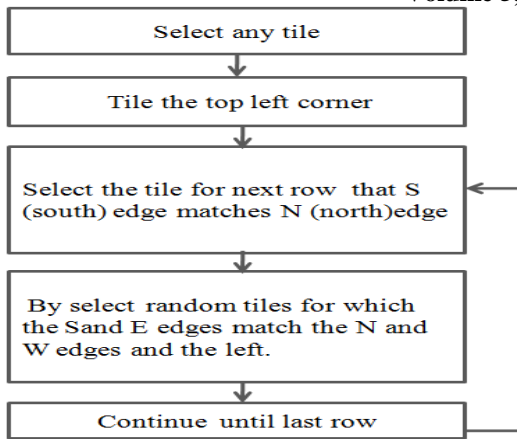 Select any tile
Tile the top left corner
Select the tile for next row that S
(south) edge matches N (north)edge
By select random tiles for which
the Sand E edges match the N and
W edges and the left.
Continue until last row